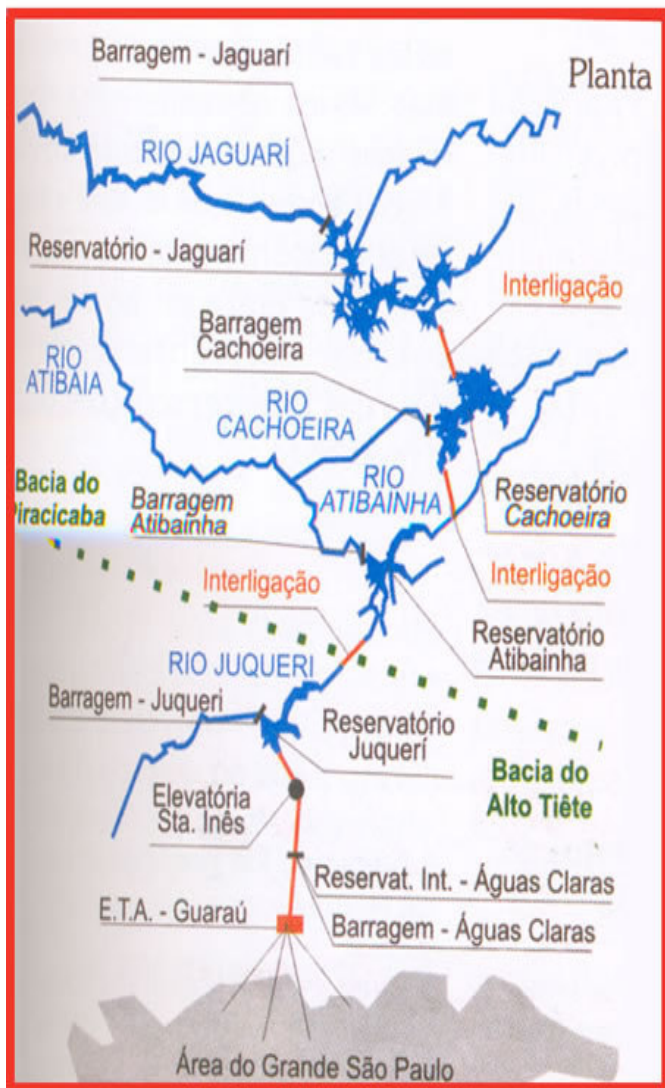 Barragem - Jaguarí
Planta
RIO JAGUARÍ
Reservatório - Jaguarí
Interligação
Barragem
Cachoeira
RIO
ATIBAIA
RIO
CACHOEIRA
RIO
ATIBAINHA
Reservatório
Cachoeira
Bacia do
Piracicaba
Barragem
Atibainha
Interligação
Interligação
Reservatório
Atibainha
RIO JUQUERI
Barragem - Juqueri
Reservatório
Juquerí
Bacia do
Alto Tiête
Elevatória
Sta. Inês
Reservat. Int. - Águas Claras
E.T.A. - Guaraú
Barragem - Águas Claras
Área do Grande São Paulo